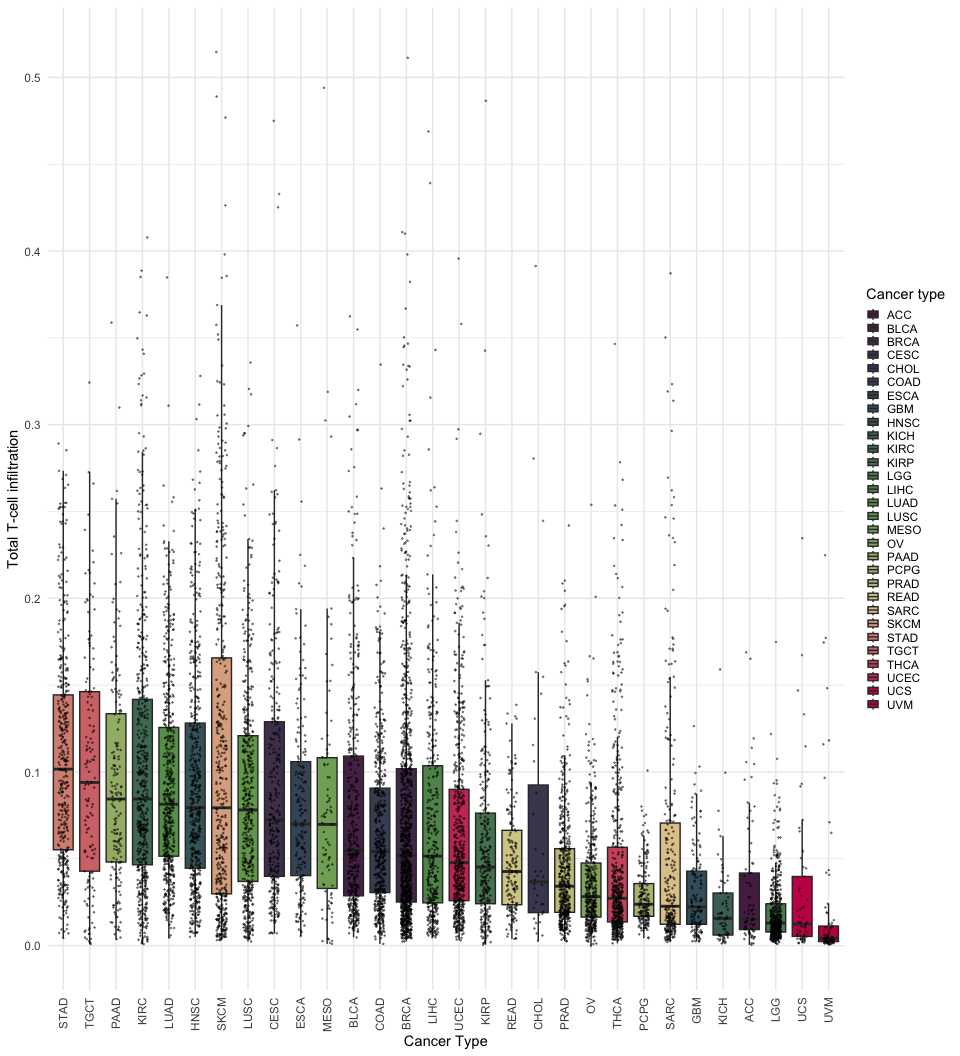 Total T-cell infiltration
0.5
0.4
0.3
0.2
0.1
0.0
STAD
TGCT
PAAD
KIRC
LUAD
HNSC
SKCM
LUSC
CESC
ESCA
MESO
BLCA
COAD
BRCA
LIHC
UCEC
KIRP
READ
CHOL
PRAD
OV
THCA
PCPG
SARC
GBM
KICH
ACC
LGG
UCS
UVM
Cancer Type
Cancer type
ACC
BLCA
BRCA
CESC
CHOL
COAD
ESCA
GBM
HNSC
KICH
KIRC
KIRP
LGG
LIHC
LUAD
LUSC
MESO
OV
PAAD
PCPG
PRAD
READ
SARC
SKCM
STAD
TGCT
THCA
UCEC
UCS
UVM